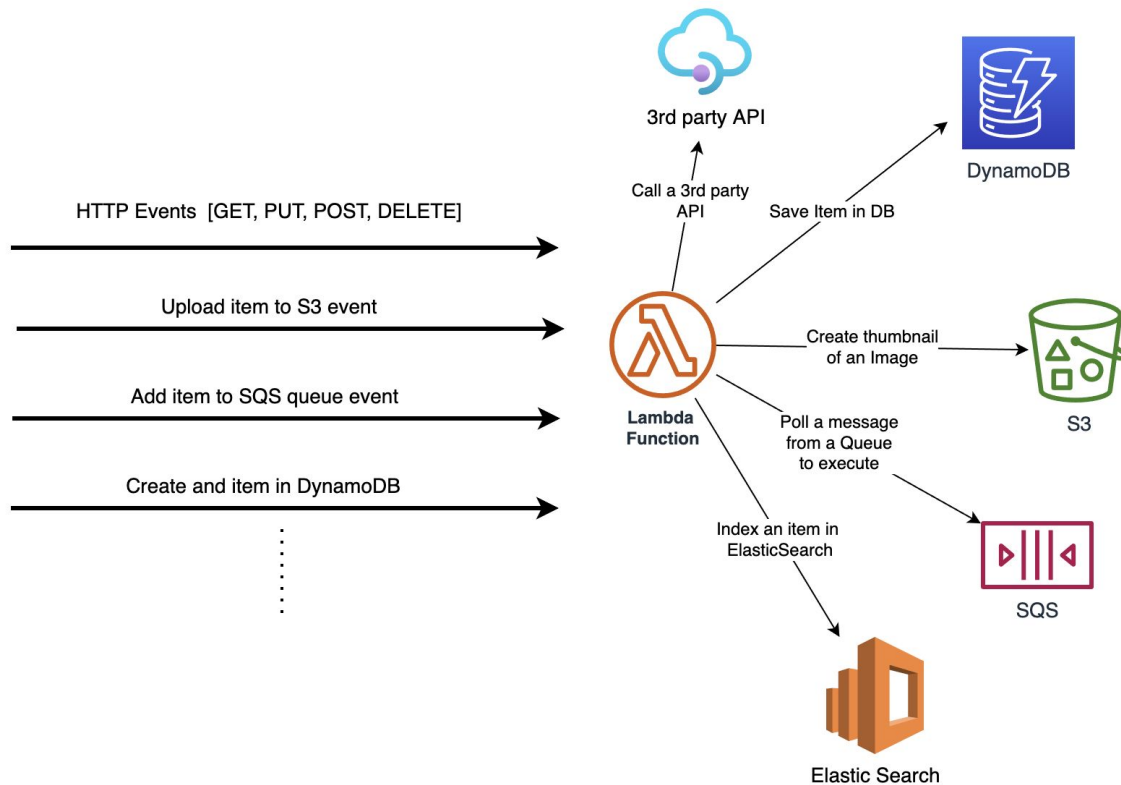 3rd party API
DynamoDB
Call a 3rd party
API
HTTP Events  [GET, PUT, POST, DELETE]
Save Item in DB
Upload item to S3 event
Create thumbnail
of an Image
Add item to SQS queue event
Lambda
Function
S3
Poll a message
from a Queue
to execute
Create and item in DynamoDB
Index an item in
ElasticSearch
SQS
Elastic Search